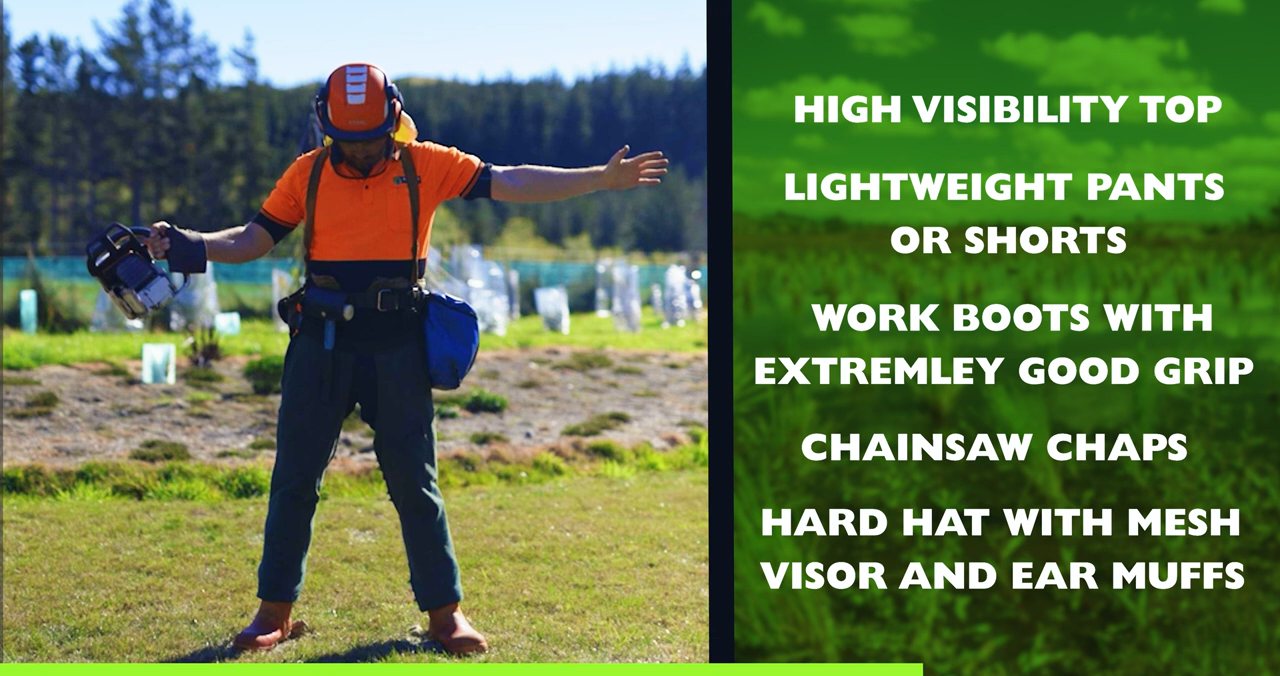 HIGH VISIBILITY TOP
LIGHTWEIGHT PANTS
OR SHORTS
WORK BOOTS WITH
EXTREMLEY GOOD GRIP
CHAINSAW CHAPS
HARD HAT WITH MESH
VISOR AND EAR MUFFS